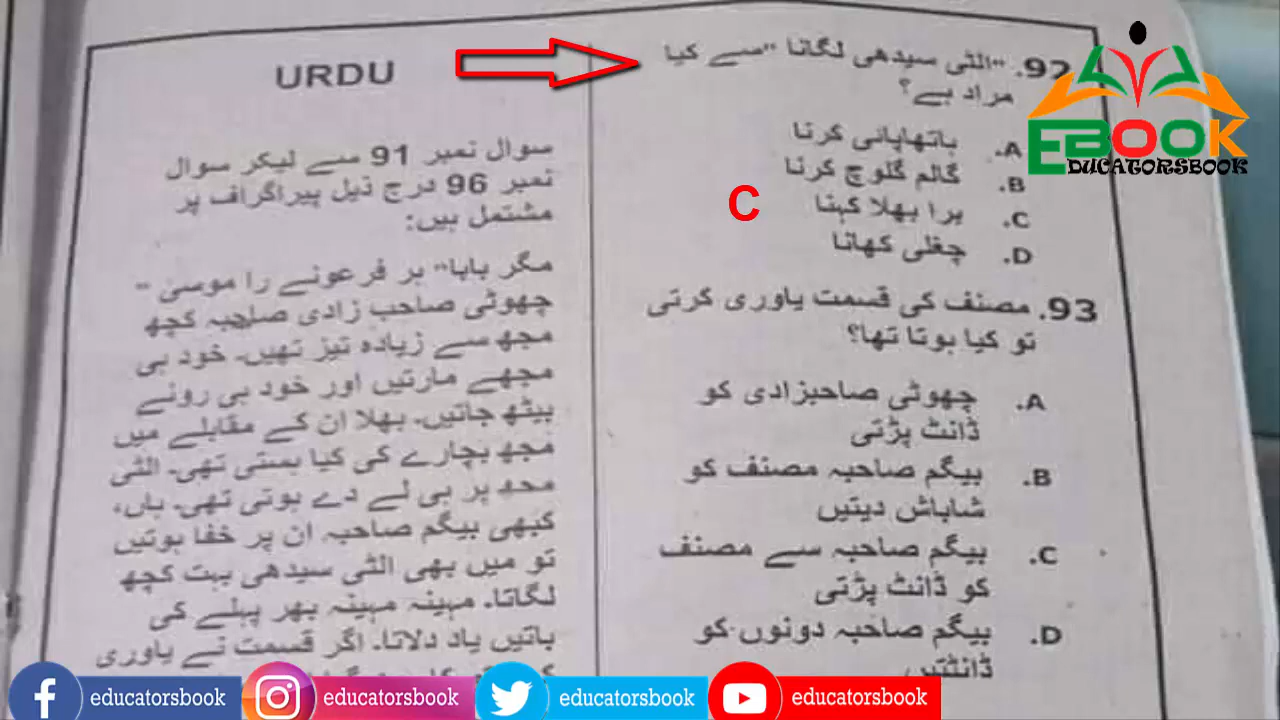 URDU
سوال نمبر 91 سے لیکر سوال
نمبر 96 درج ذیل پیراگراف پر
مشتمل ہیں:
مگر بابا" ہر فرعونے را موسیٰ "
چھوٹی صاحب زادی صاحبہ کچھ
مجھ سے زیادہ تیز تھیں۔ خود ہی
مجھے مارتیں اور خود ہی رونے
بیٹھ جاتیں۔ بھلا ان کے مقابلے میں
مجھ بچارے کی کیا ہستی تھی۔ الٹی
مجھ پر ہی لے دے ہوتی تھی۔ ہاں،
کبھی بیگم صاحبہ ان پر خفا ہوتیں
تو میں بھی الٹی سیدھی بہت کچھ
لگاتا۔ مہینہ مہینہ بھر پہلے کی
باتیں یاد دلاتا۔ اگر قسمت نے یاوری
92. "الٹی سیدھی لگانا "سے کیا
مراد ہے؟
A. ہاتھاپائی کرنا
B. گالم گلوچ کرنا
C. برا بھلا کہنا
D. چغلی کھانا
C
93. مصنف کی قسمت یاوری کرتی
تو کیا ہوتا تھا؟
A. چھوٹی صاحبزادی کو
ڈانٹ پڑتی
B. بیگم صاحبہ مصنف کو
شاباش دیتیں
C. بیگم صاحبہ سے مصنف
کو ڈانٹ پڑتی
D. بیگم صاحبہ دونوں کو
ڈانٹتیں
EBOOK
DUCATORSBOOK
educatorsbook
educatorsbook
educatorsbook
educatorsbook